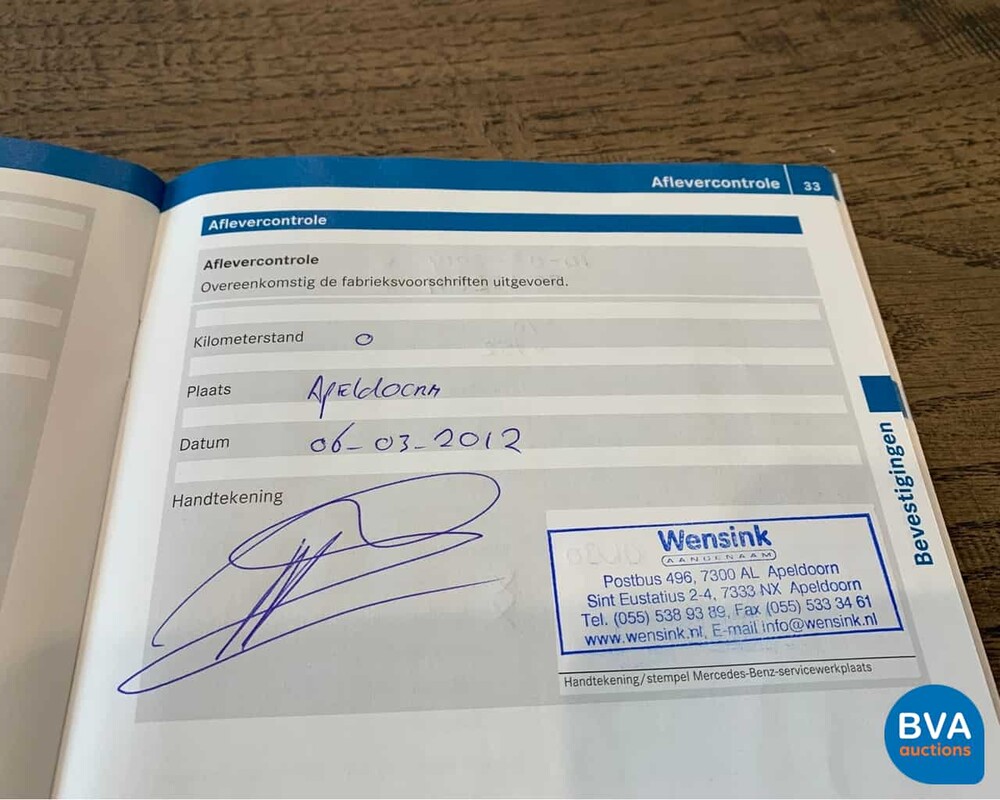 Aflevercontrole 33
Aflevercontrole
Aflevercontrole
Overeenkomstig de fabrieksvoorschriften uitgevoerd.
Kilometerstand 0
Plaats Apeldoorn
Datum 06-03-2012
Handtekening
Wensink
AANGENAAM
Postbus 496, 7300 AL Apeldoorn
Sint Eustatius 2-4, 7333 NX Apeldoorn
Tel. (055) 538 93 89, Fax (055) 533 34 61
www.wensink.nl, E-mail info@wensink.nl
Handtekening/stempel Mercedes-Benz-servicewerkplaats
Bevestigingen
BVA
auctions